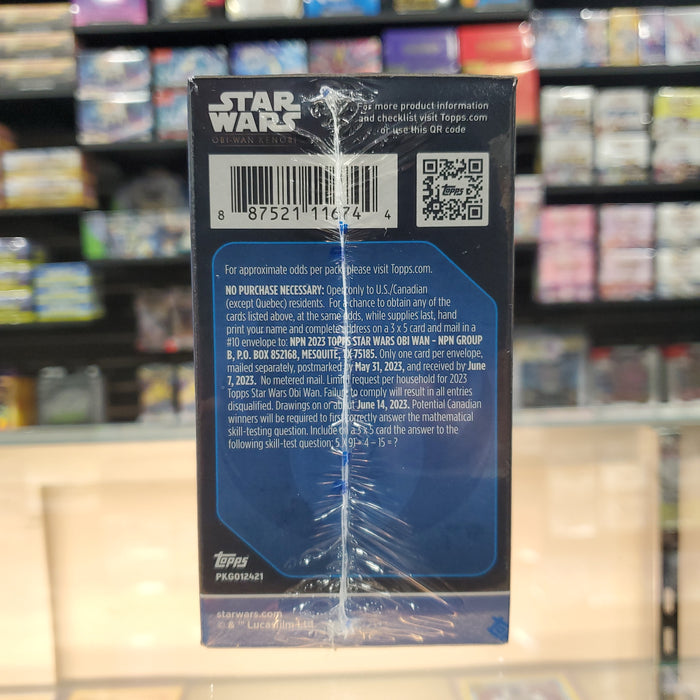 STAR
WARS
OBI-WAN KENOBI
For more product information
and checklist visit Topps.com
or use this QR code
8 87521 11674 4
topps
For approximate odds per pack, please visit Topps.com.
NO PURCHASE NECESSARY: Open only to U.S./Canadian
(except Quebec) residents. For a chance to obtain any of the
cards listed above, at the same odds, while supplies last, hand
print your name and complete address on a 3 x 5 card and mail in a
#10 envelope to: NPN 2023 TOPPS STAR WARS OBI WAN – NPN GROUP
B, P.O. BOX 852168, MESQUITE, TX 75185. Only one card per envelope,
mailed separately, postmarked by May 31, 2023, and received by June
7, 2023. No metered mail. Limit 1 request per household for 2023
Topps Star Wars Obi Wan. Failure to comply will result in all entries
disqualified. Drawings on or about June 14, 2023. Potential Canadian
winners will be required to first correctly answer the mathematical
skill-testing question. Include on a 3 x 5 card the answer to the
following skill-test question: 5 X 9 ÷ 4 – 15 = ?
topps
PKG012421
starwars.com
© & ™ Lucasfilm Ltd.